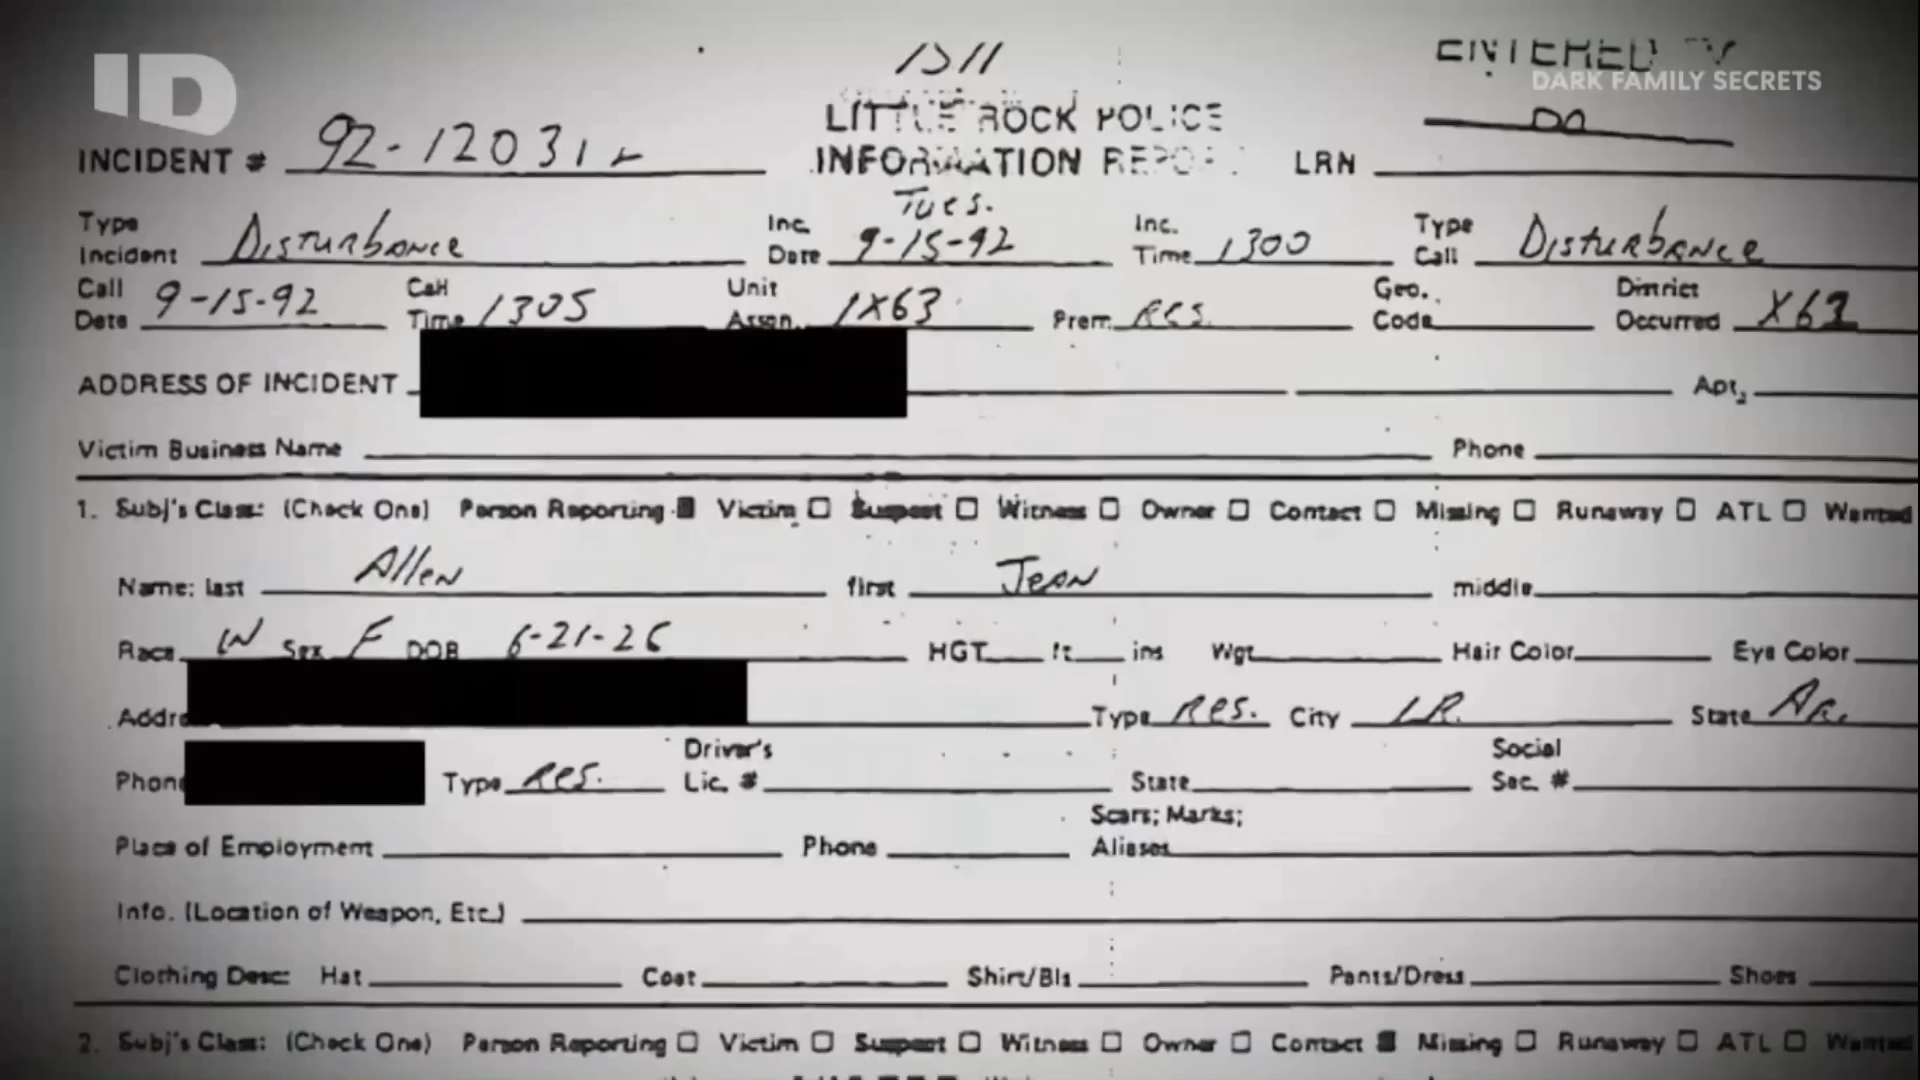 ID
1311
ENTERED BY
DARK FAMILY SECRETS
INCIDENT # 92-12031
LITTLE ROCK POLICE
INFORMATION REPORT LRN
Type Incident Disturbance Inc. Date Tues. 9-15-92 Inc. Time 1300 Type Call Disturbance
Call Date 9-15-92 Call Time 1305 Unit Assgn. 1X63 Prem. Res. Geo. Code District Occurred X63
ADDRESS OF INCIDENT Apt.
Victim Business Name Phone
1. Subj's Class: (Check One) Person Reporting Victim Suspect Witness Owner Contact Missing Runaway ATL Wanted
Name: last Allen first Jean middle
Race W Sex F DOB 6-21-26 HGT ft ins Wgt Hair Color Eye Color
Addre Type Res. City L.R. State Ar.
Phone Type Res. Driver's Lic. # State Social Sec. #
Place of Employment Phone Scars; Marks; Aliases
Info. (Location of Weapon, Etc.)
Clothing Desc: Hat Coat Shirt/Bls Pants/Dress Shoes
2. Subj's Class: (Check One) Person Reporting Victim Suspect Witness Owner Contact Missing Runaway ATL Wanted